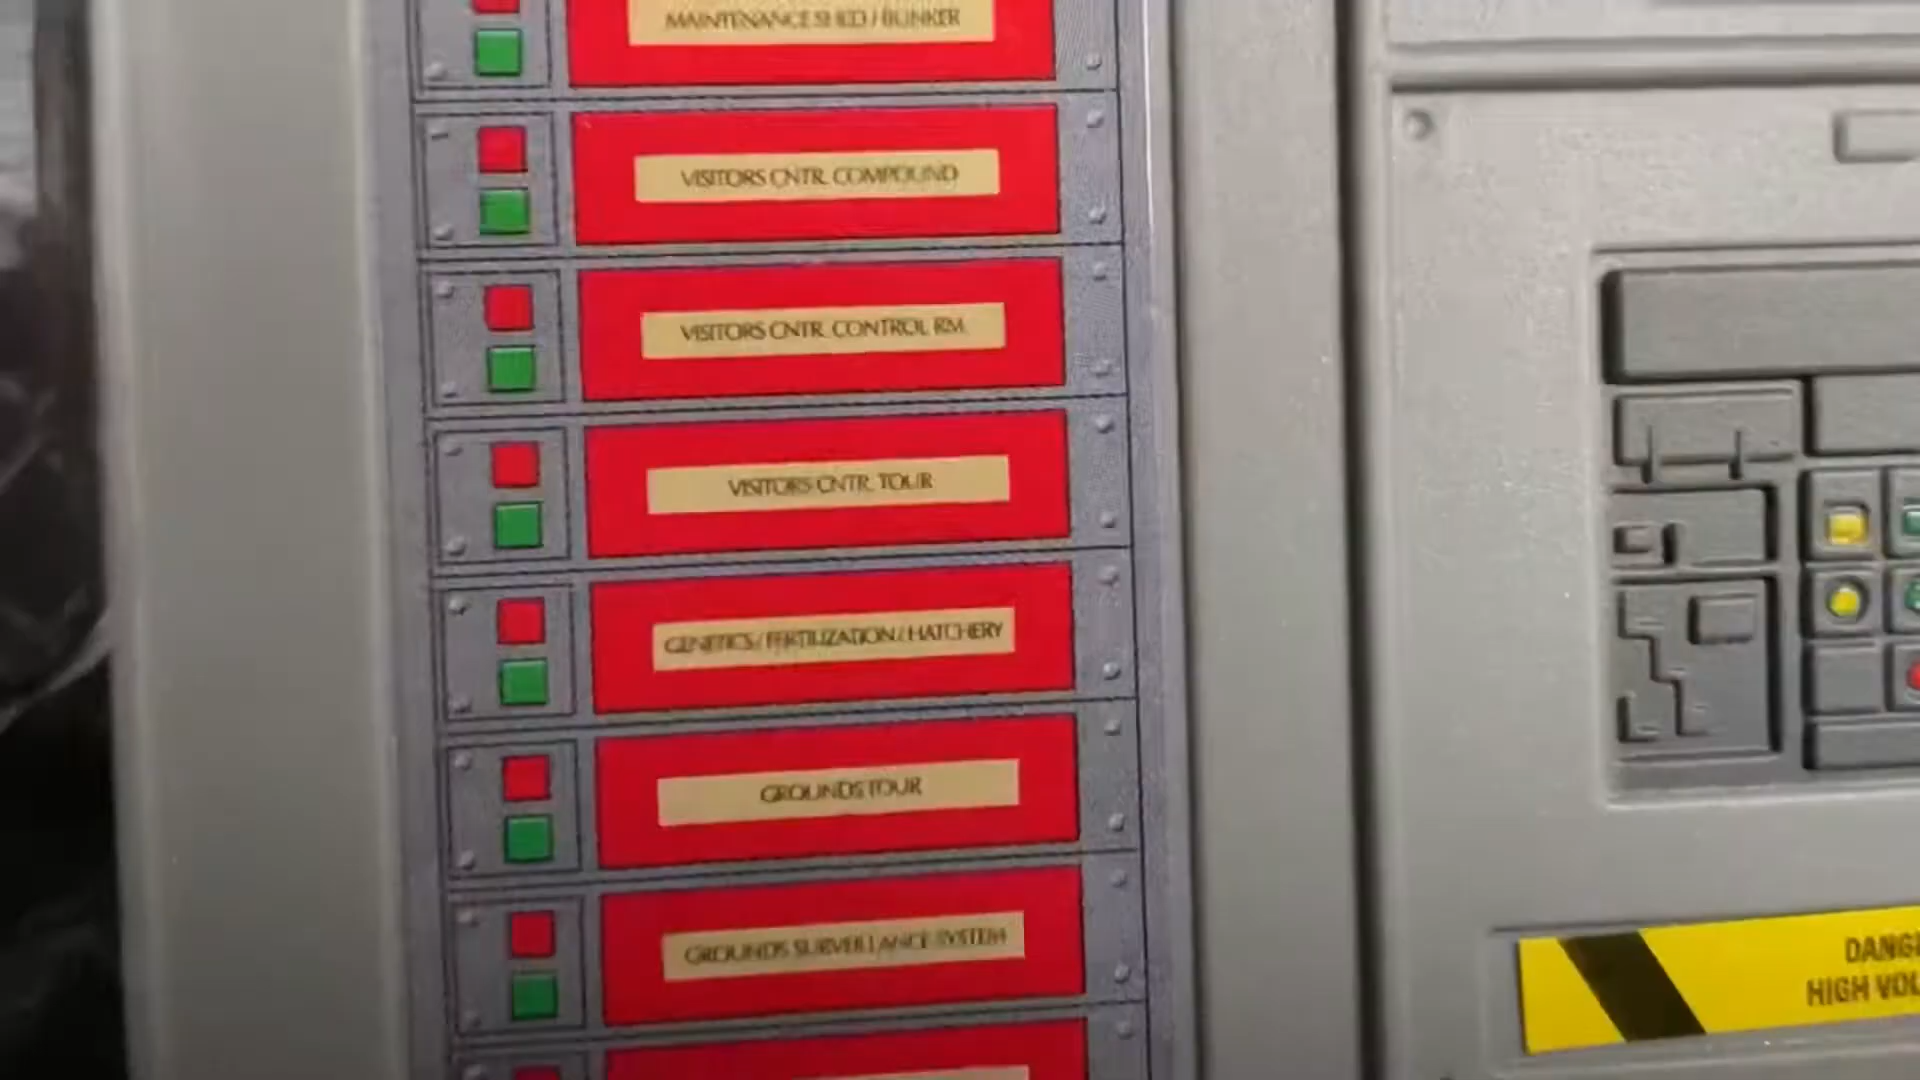 MAINTENANCE SHED / BUNKER
VISITORS CNTR. COMPOUND
VISITORS CNTR. CONTROL RM.
VISITORS CNTR. TOUR
GENETICS / FERTILIZATION / HATCHERY
GROUNDS TOUR
GROUNDS SURVEILLANCE SYSTEM
DANGE
HIGH VOL